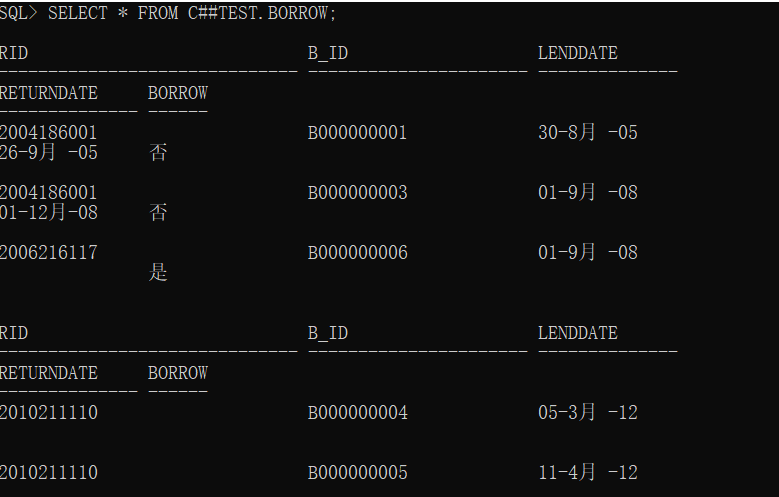 SQL> SELECT * FROM C##TEST.BORROW;
RID B_ID LENDDATE
------------------------------ ---------------------- --------------
RETURNDATE BORROW
-------------- ------
2004186001 B000000001 30-8月 -05
26-9月 -05 否
2004186001 B000000003 01-9月 -08
01-12月-08 否
2006216117 B000000006 01-9月 -08
是
RID B_ID LENDDATE
------------------------------ ---------------------- --------------
RETURNDATE BORROW
-------------- ------
2010211110 B000000004 05-3月 -12
2010211110 B000000005 11-4月 -12